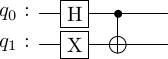 q₀ : H
q₁ : X